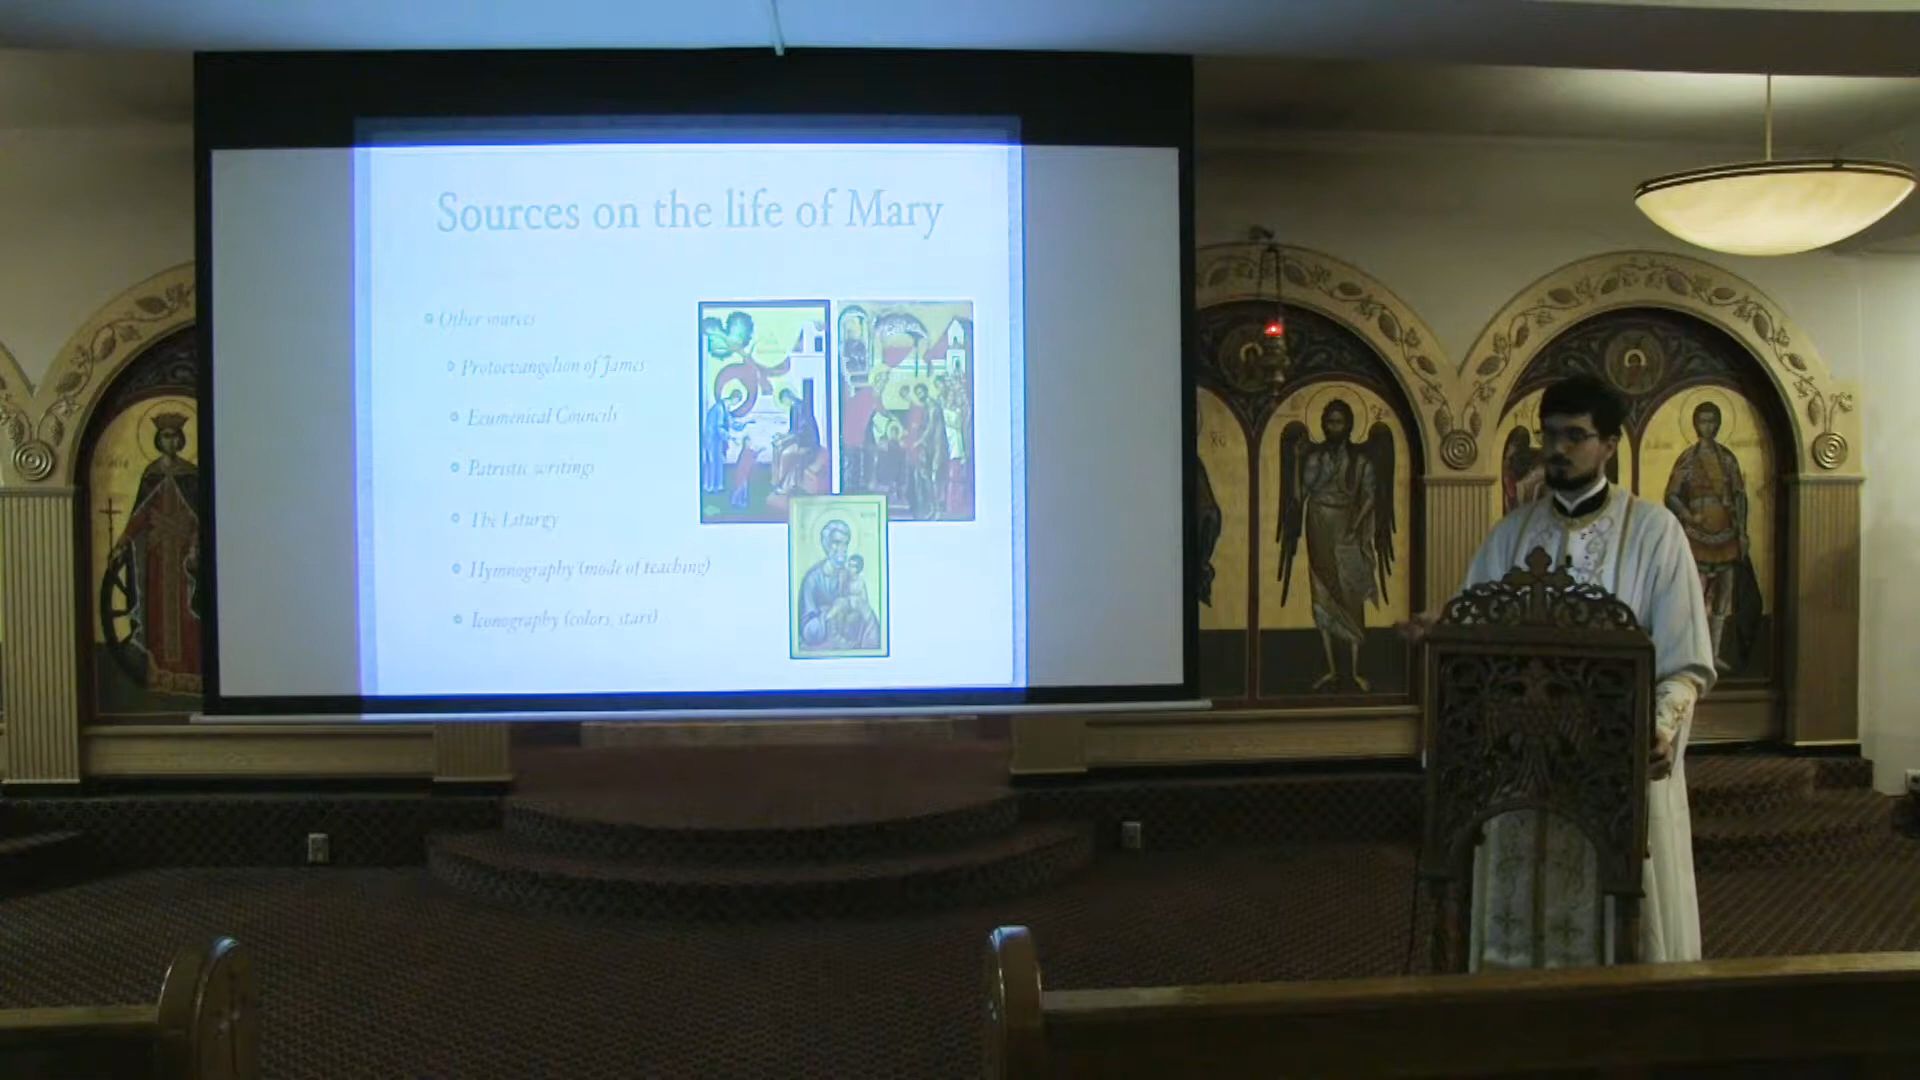 Sources on the life of Mary
Other sources
Protoevangelion of James
Ecumenical Councils
Patristic writings
The Liturgy
Hymnography (mode of teaching)
Iconography (colors, stars)